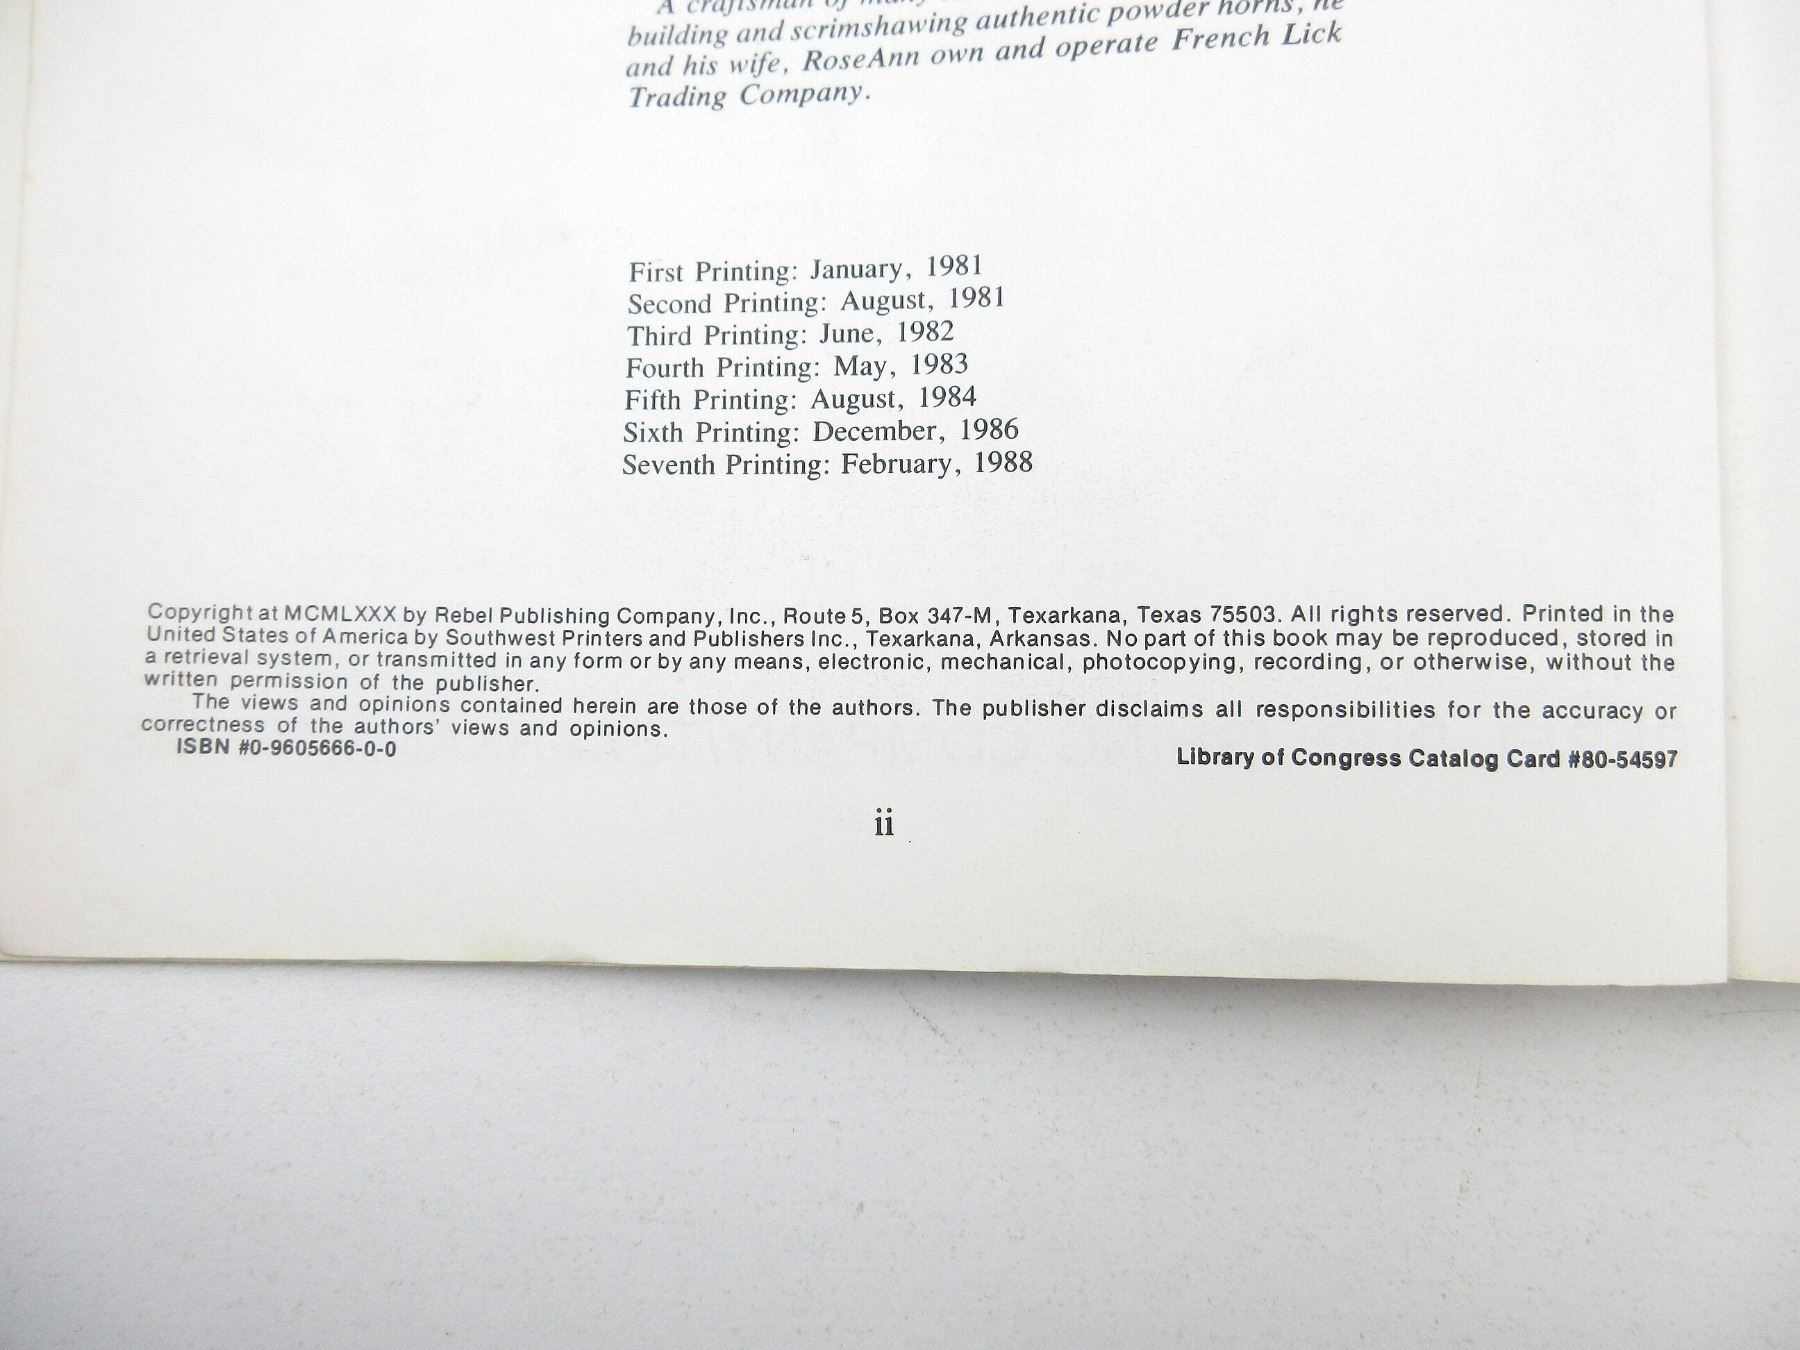 A craftsman of many
building and scrimshawing authentic powder horns, he
and his wife, RoseAnn own and operate French Lick
Trading Company.
First Printing: January, 1981
Second Printing: August, 1981
Third Printing: June, 1982
Fourth Printing: May, 1983
Fifth Printing: August, 1984
Sixth Printing: December, 1986
Seventh Printing: February, 1988
Copyright at MCMLXXX by Rebel Publishing Company, Inc., Route 5, Box 347-M, Texarkana, Texas 75503. All rights reserved. Printed in the
United States of America by Southwest Printers and Publishers Inc., Texarkana, Arkansas. No part of this book may be reproduced, stored in
a retrieval system, or transmitted in any form or by any means, electronic, mechanical, photocopying, recording, or otherwise, without the
written permission of the publisher.
The views and opinions contained herein are those of the authors. The publisher disclaims all responsibilities for the accuracy or
correctness of the authors' views and opinions.
ISBN #0-9605666-0-0
Library of Congress Catalog Card #80-54597
ii